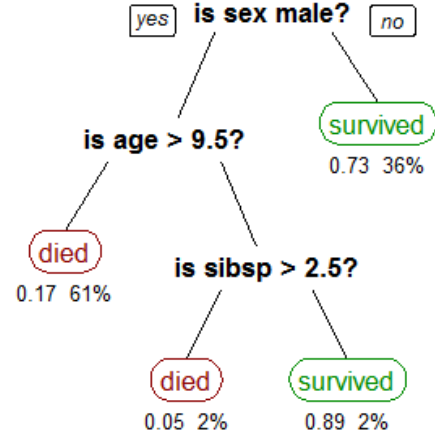 yes is sex male? no
is age > 9.5?
survived
0.73 36%
died
0.17 61%
is sibsp > 2.5?
died survived
0.05 2% 0.89 2%